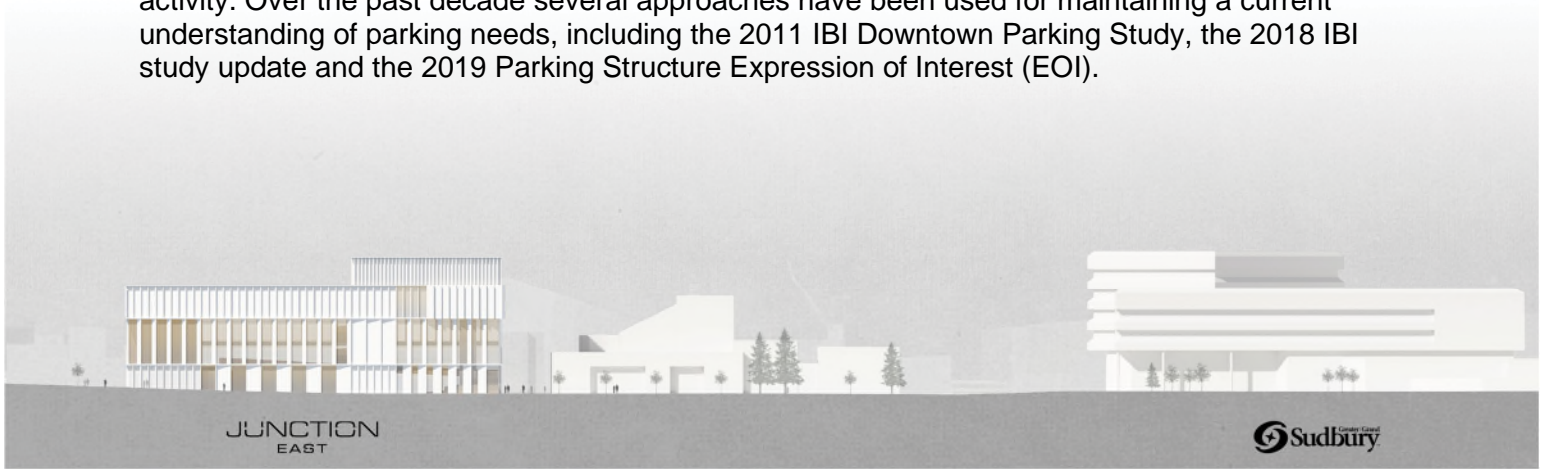 activity. Over the past decade several approaches have been used for maintaining a current
understanding of parking needs, including the 2011 IBI Downtown Parking Study, the 2018 IBI
study update and the 2019 Parking Structure Expression of Interest (EOI).
JUNCTION
EAST
Greater Grand
Sudbury